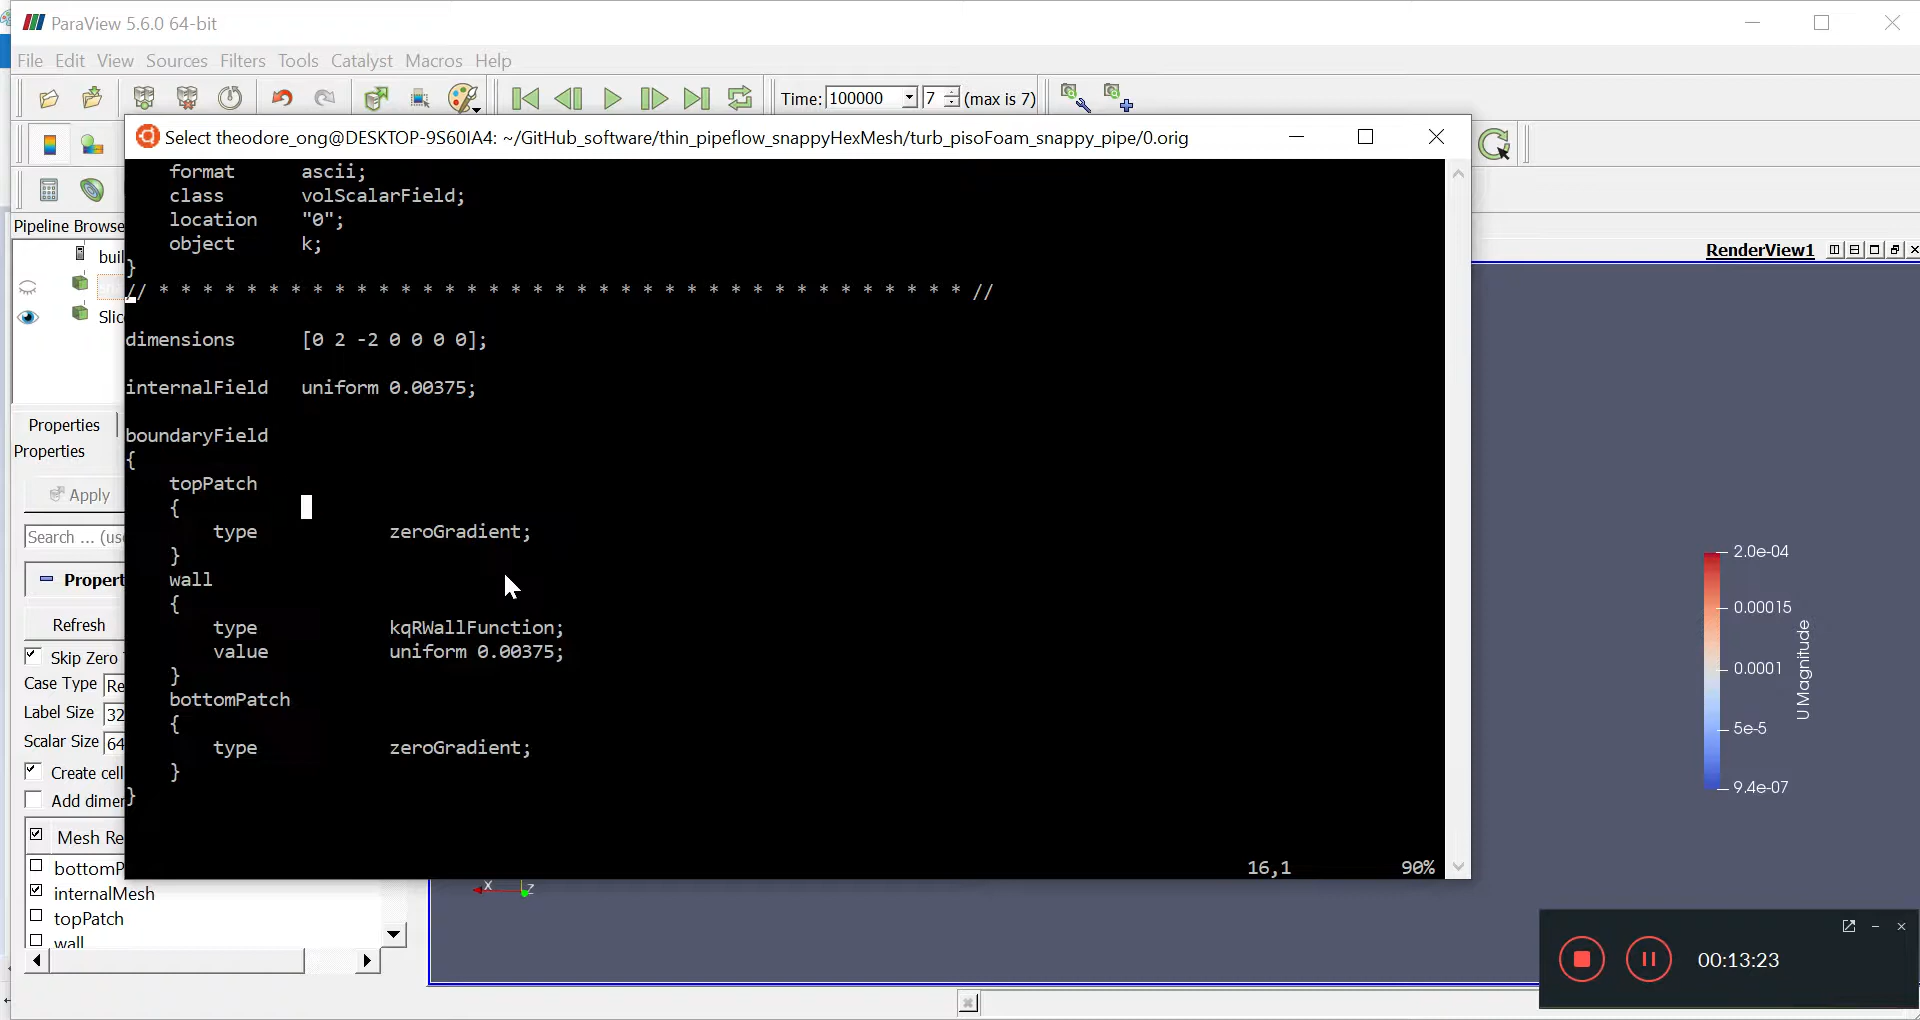 ParaView 5.6.0 64-bit
File Edit View Sources Filters Tools Catalyst Macros Help
Time: 100000 7 (max is 7)
Select theodore_ong@DESKTOP-9S60IA4: ~/GitHub_software/thin_pipeflow_snappyHexMesh/turb_pisoFoam_snappy_pipe/0.orig
format ascii;
class volScalarField;
location "0";
object k;
}
// * * * * * * * * * * * * * * * * * * * * * * * * * * * * * * * * * * * * * //
dimensions [0 2 -2 0 0 0 0];
internalField uniform 0.00375;
boundaryField
{
topPatch
{
type zeroGradient;
}
wall
{
type kqRWallFunction;
value uniform 0.00375;
}
bottomPatch
{
type zeroGradient;
}
}
16,1 90%
Pipeline Browse
buil
Slic
Properties
Properties
Apply
Search ... (use
Propert
Refresh
Skip Zero
Case Type Re
Label Size 32
Scalar Size 64
Create cell
Add dimer
Mesh Re
bottomP
internalMesh
topPatch
wall
RenderView1
2.0e-04
0.00015
0.0001
5e-5
9.4e-07
U Magnitude
X Z
00:13:23